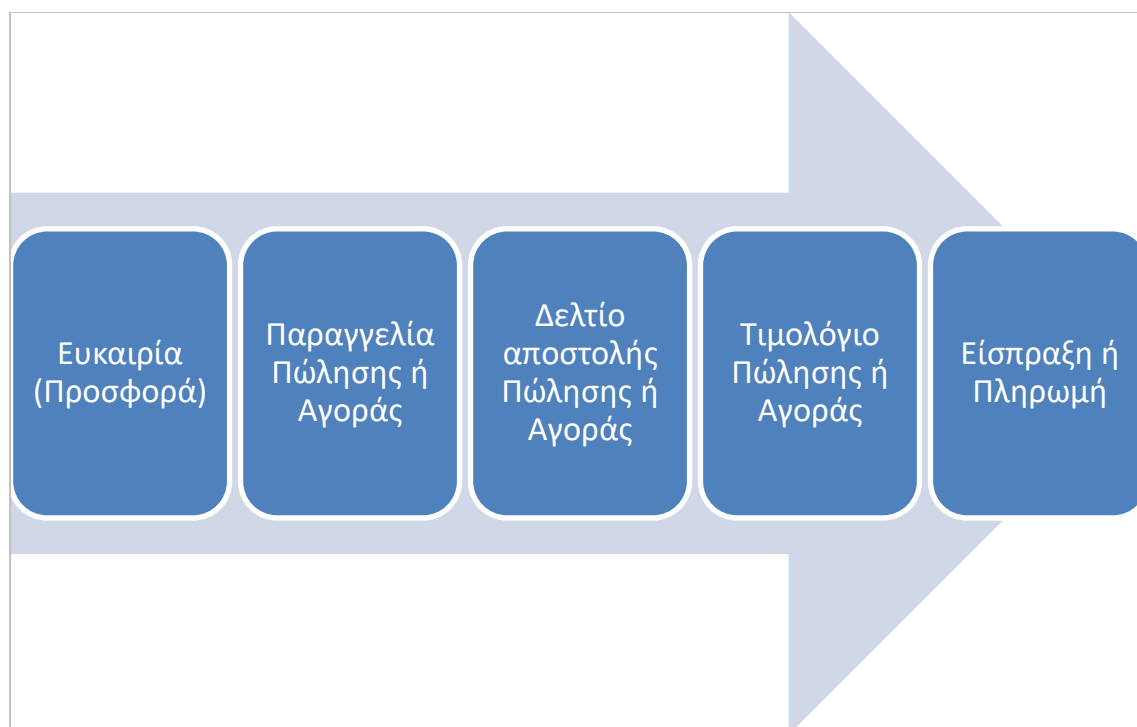 Ευκαιρία
(Προσφορά)
Παραγγελία
Πώλησης ή
Αγοράς
Δελτίο
αποστολής
Πώλησης ή
Αγοράς
Τιμολόγιο
Πώλησης ή
Αγοράς
Είσπραξη ή
Πληρωμή